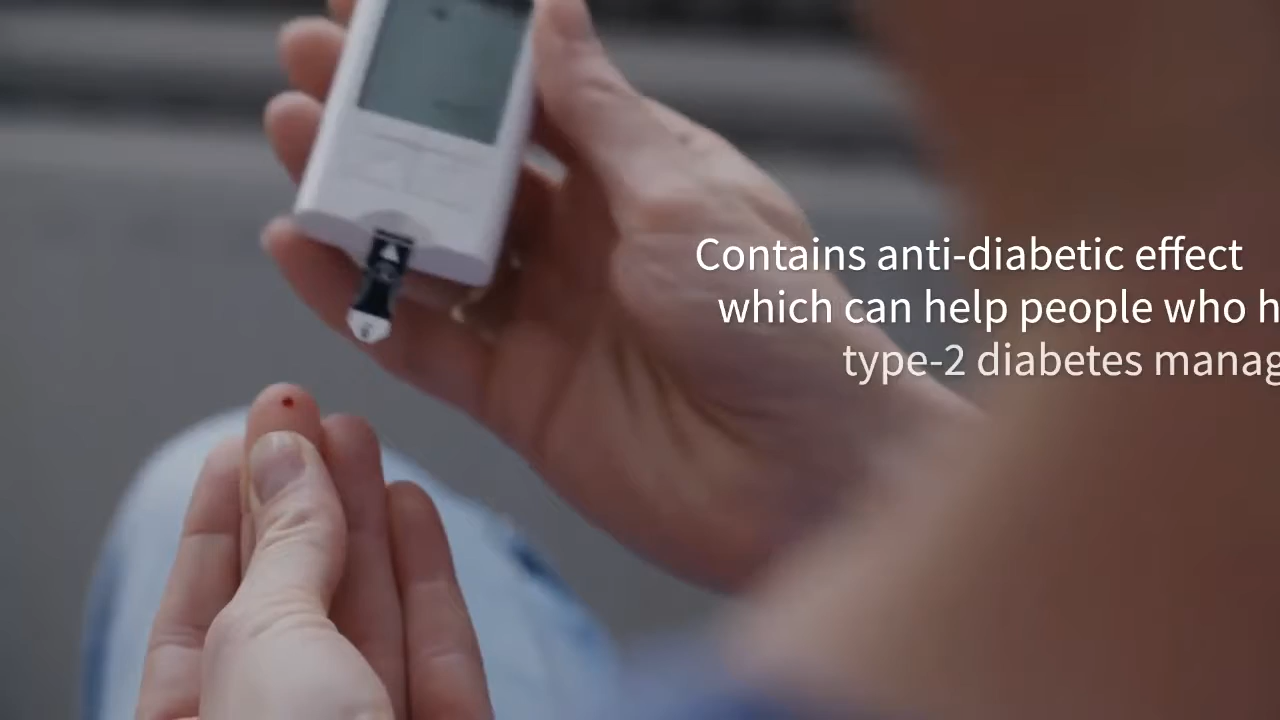 Contains anti-diabetic effect
which can help people who
type-2 diabetes